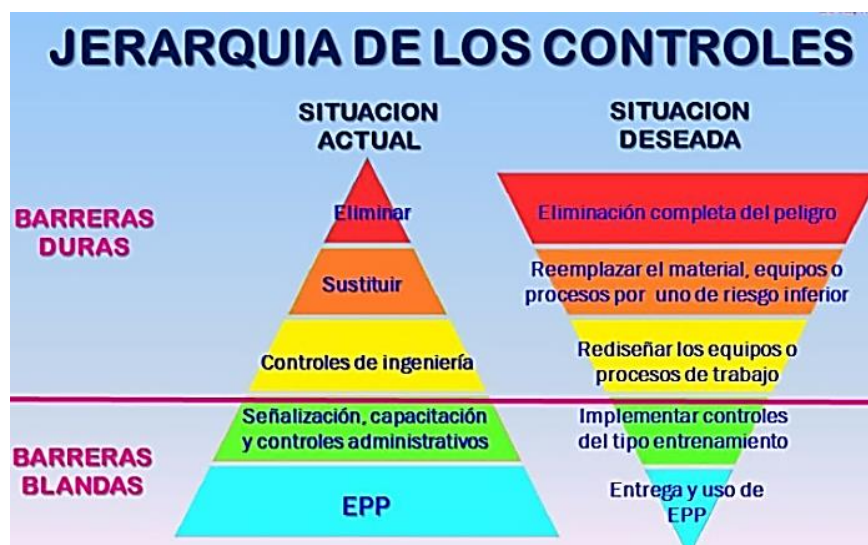 JERARQUIA DE LOS CONTROLES
SITUACION
ACTUAL
SITUACION
DESEADA
BARRERAS
DURAS
Eliminar
Eliminación completa del peligro
Sustituir
Reemplazar el material, equipos o
procesos por uno de riesgo inferior
Controles de ingeniería
Rediseñar los equipos o
procesos de trabajo
BARRERAS
BLANDAS
Señalización, capacitación
y controles administrativos
Implementar controles
del tipo entrenamiento
EPP
Entrega y uso de
EPP